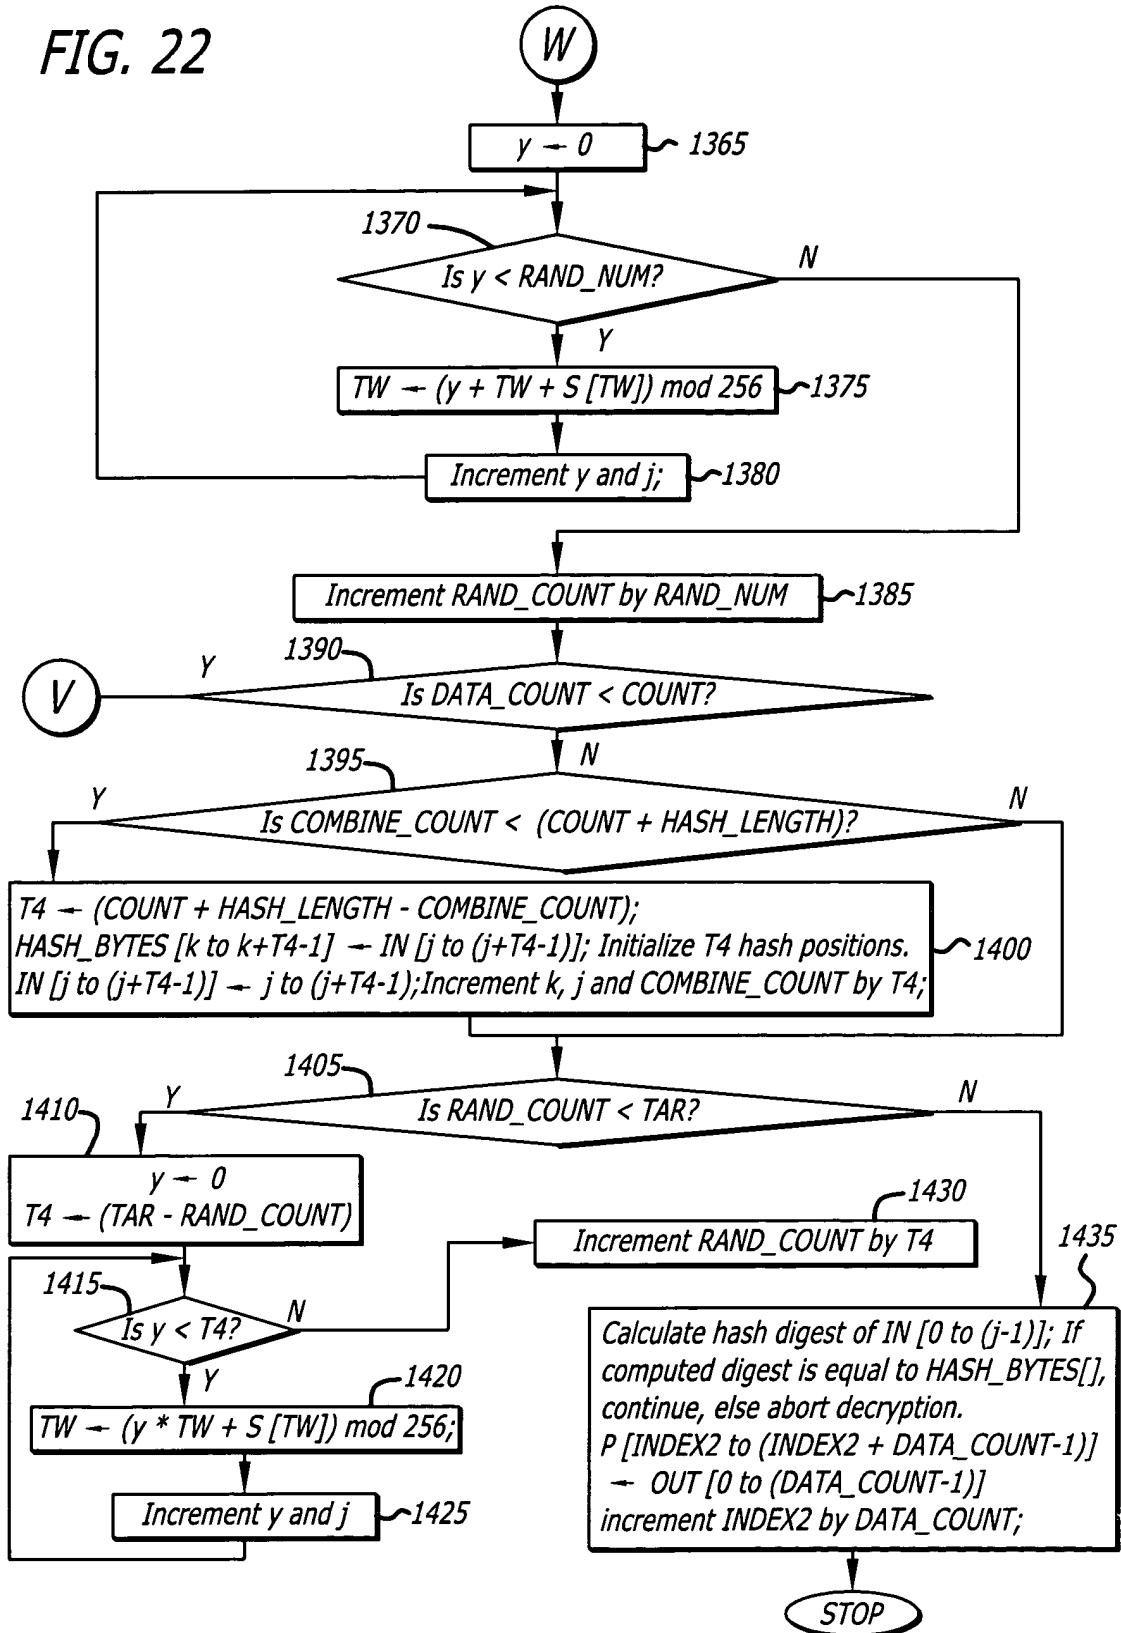 FIG. 22
W
y ← 0
1365
1370
Is y < RAND_NUM?
N
Y
TW ← (y + TW + S [TW]) mod 256
1375
Increment y and j;
1380
Increment RAND_COUNT by RAND_NUM
1385
1390
Y
V
Is DATA_COUNT < COUNT?
N
1395
Y
N
Is COMBINE_COUNT < (COUNT + HASH_LENGTH)?
T4 ← (COUNT + HASH_LENGTH - COMBINE_COUNT);
HASH_BYTES [k to k+T4-1] ← IN [j to (j+T4-1)]; Initialize T4 hash positions.
IN [j to (j+T4-1)] ← j to (j+T4-1);Increment k, j and COMBINE_COUNT by T4;
1400
1405
Y
N
Is RAND_COUNT < TAR?
1410
y ← 0
T4 ← (TAR - RAND_COUNT)
1430
Increment RAND_COUNT by T4
1415
Is y < T4?
N
Y
1420
TW ← (y * TW + S [TW]) mod 256;
Increment y and j
1425
1435
Calculate hash digest of IN [0 to (j-1)]; If
computed digest is equal to HASH_BYTES[],
continue, else abort decryption.
P [INDEX2 to (INDEX2 + DATA_COUNT-1)]
← OUT [0 to (DATA_COUNT-1)]
increment INDEX2 by DATA_COUNT;
STOP